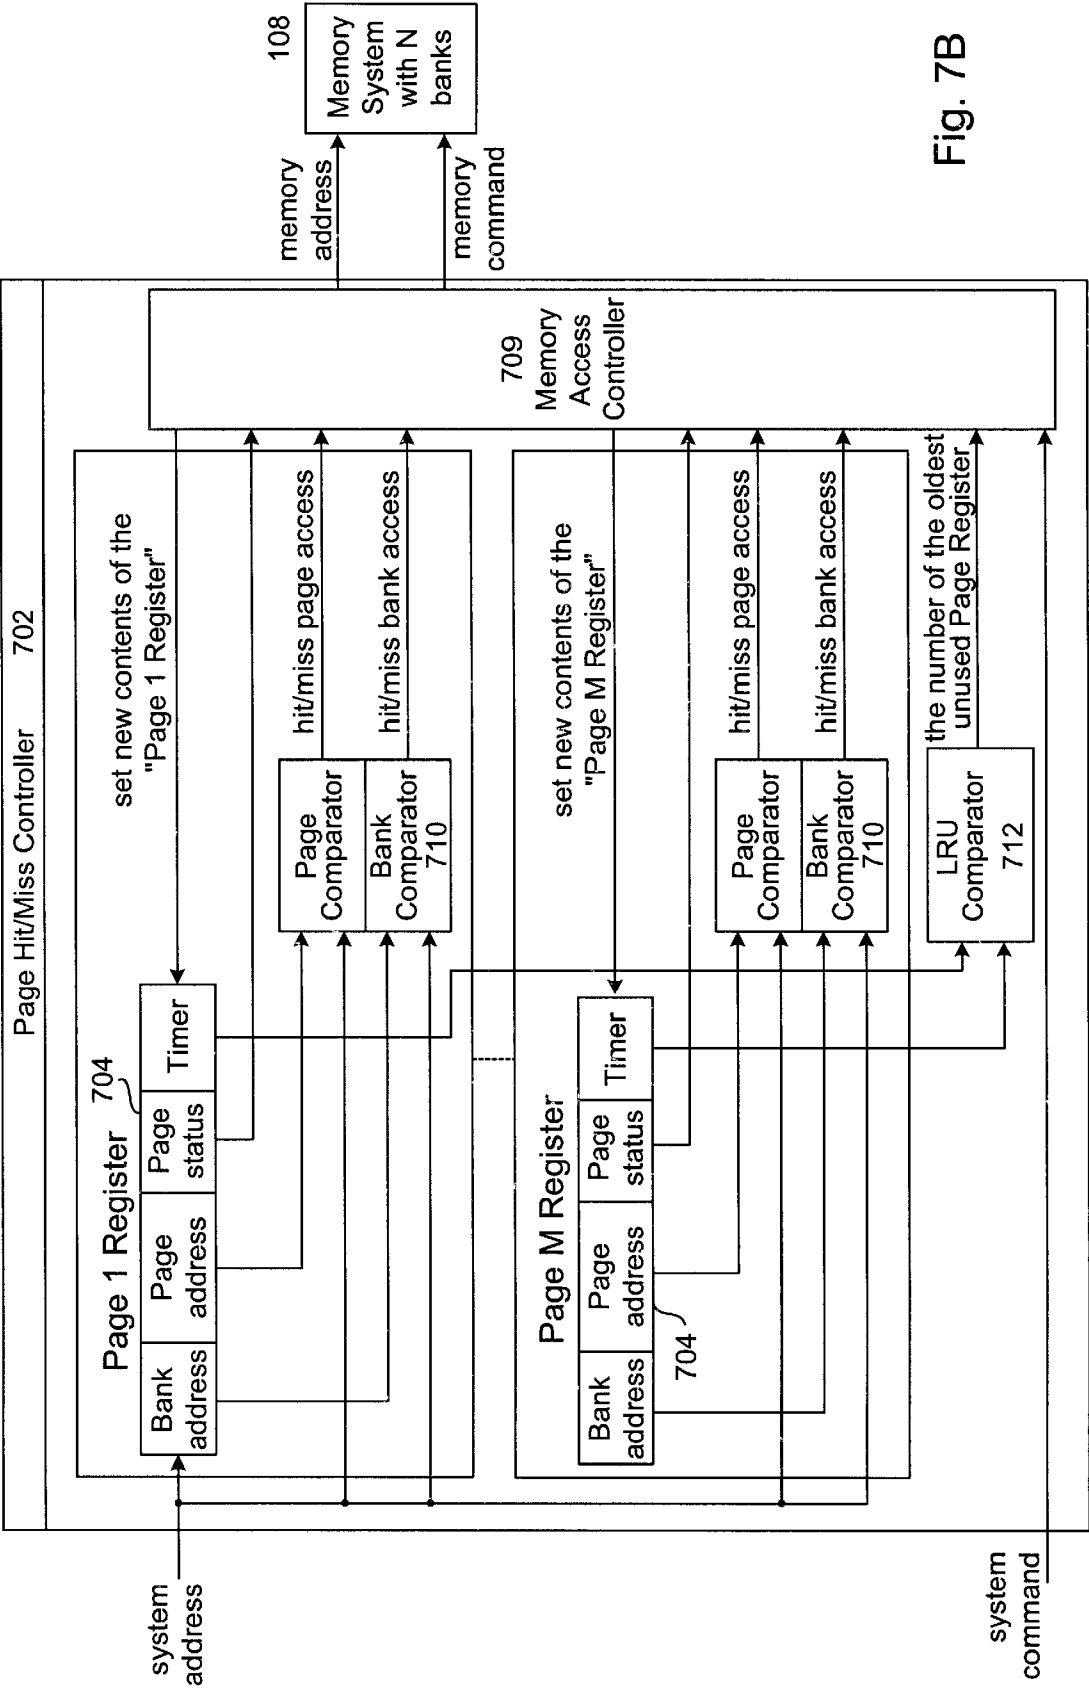 Page Hit/Miss Controller 702
system
address
Page 1 Register
704
Bank
address
Page
address
Page
status
Timer
set new contents of the
"Page 1 Register"
Page
Comparator
Bank
Comparator
710
hit/miss page access
hit/miss bank access
Page M Register
704
Bank
address
Page
address
Page
status
Timer
set new contents of the
"Page M Register"
Page
Comparator
Bank
Comparator
710
hit/miss page access
hit/miss bank access
LRU
Comparator
712
the number of the oldest
unused Page Register
system
command
709
Memory
Access
Controller
memory
address
memory
command
108
Memory
System
with N
banks
Fig. 7B